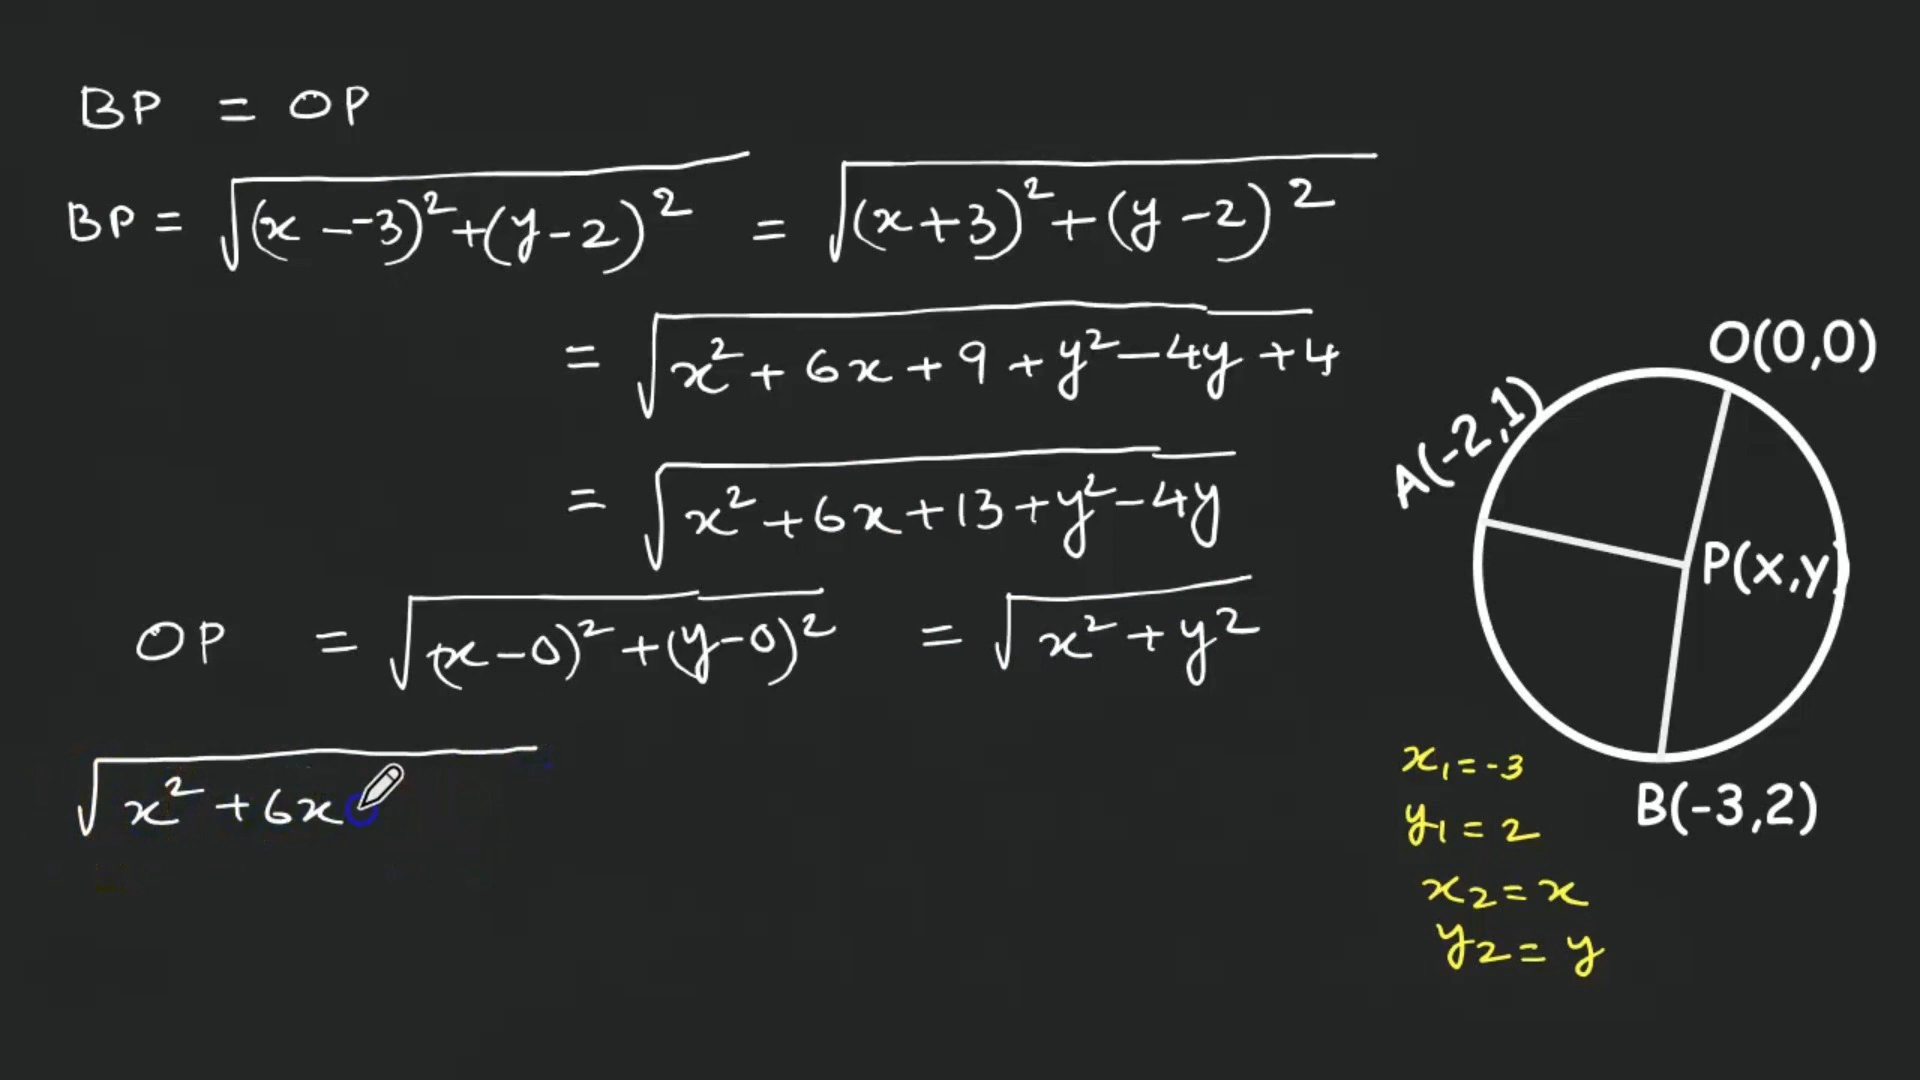 BP = OP
BP = √(x--3)²+(y-2)² = √(x+3)²+(y-2)²
= √x²+6x+9+y²-4y+4
= √x²+6x+13+y²-4y
OP = √(x-0)²+(y-0)² = √x²+y²
√x²+6x
O(0,0)
A(-2,1)
P(x,y)
B(-3,2)
x₁=-3
y₁=2
x₂=x
y₂=y